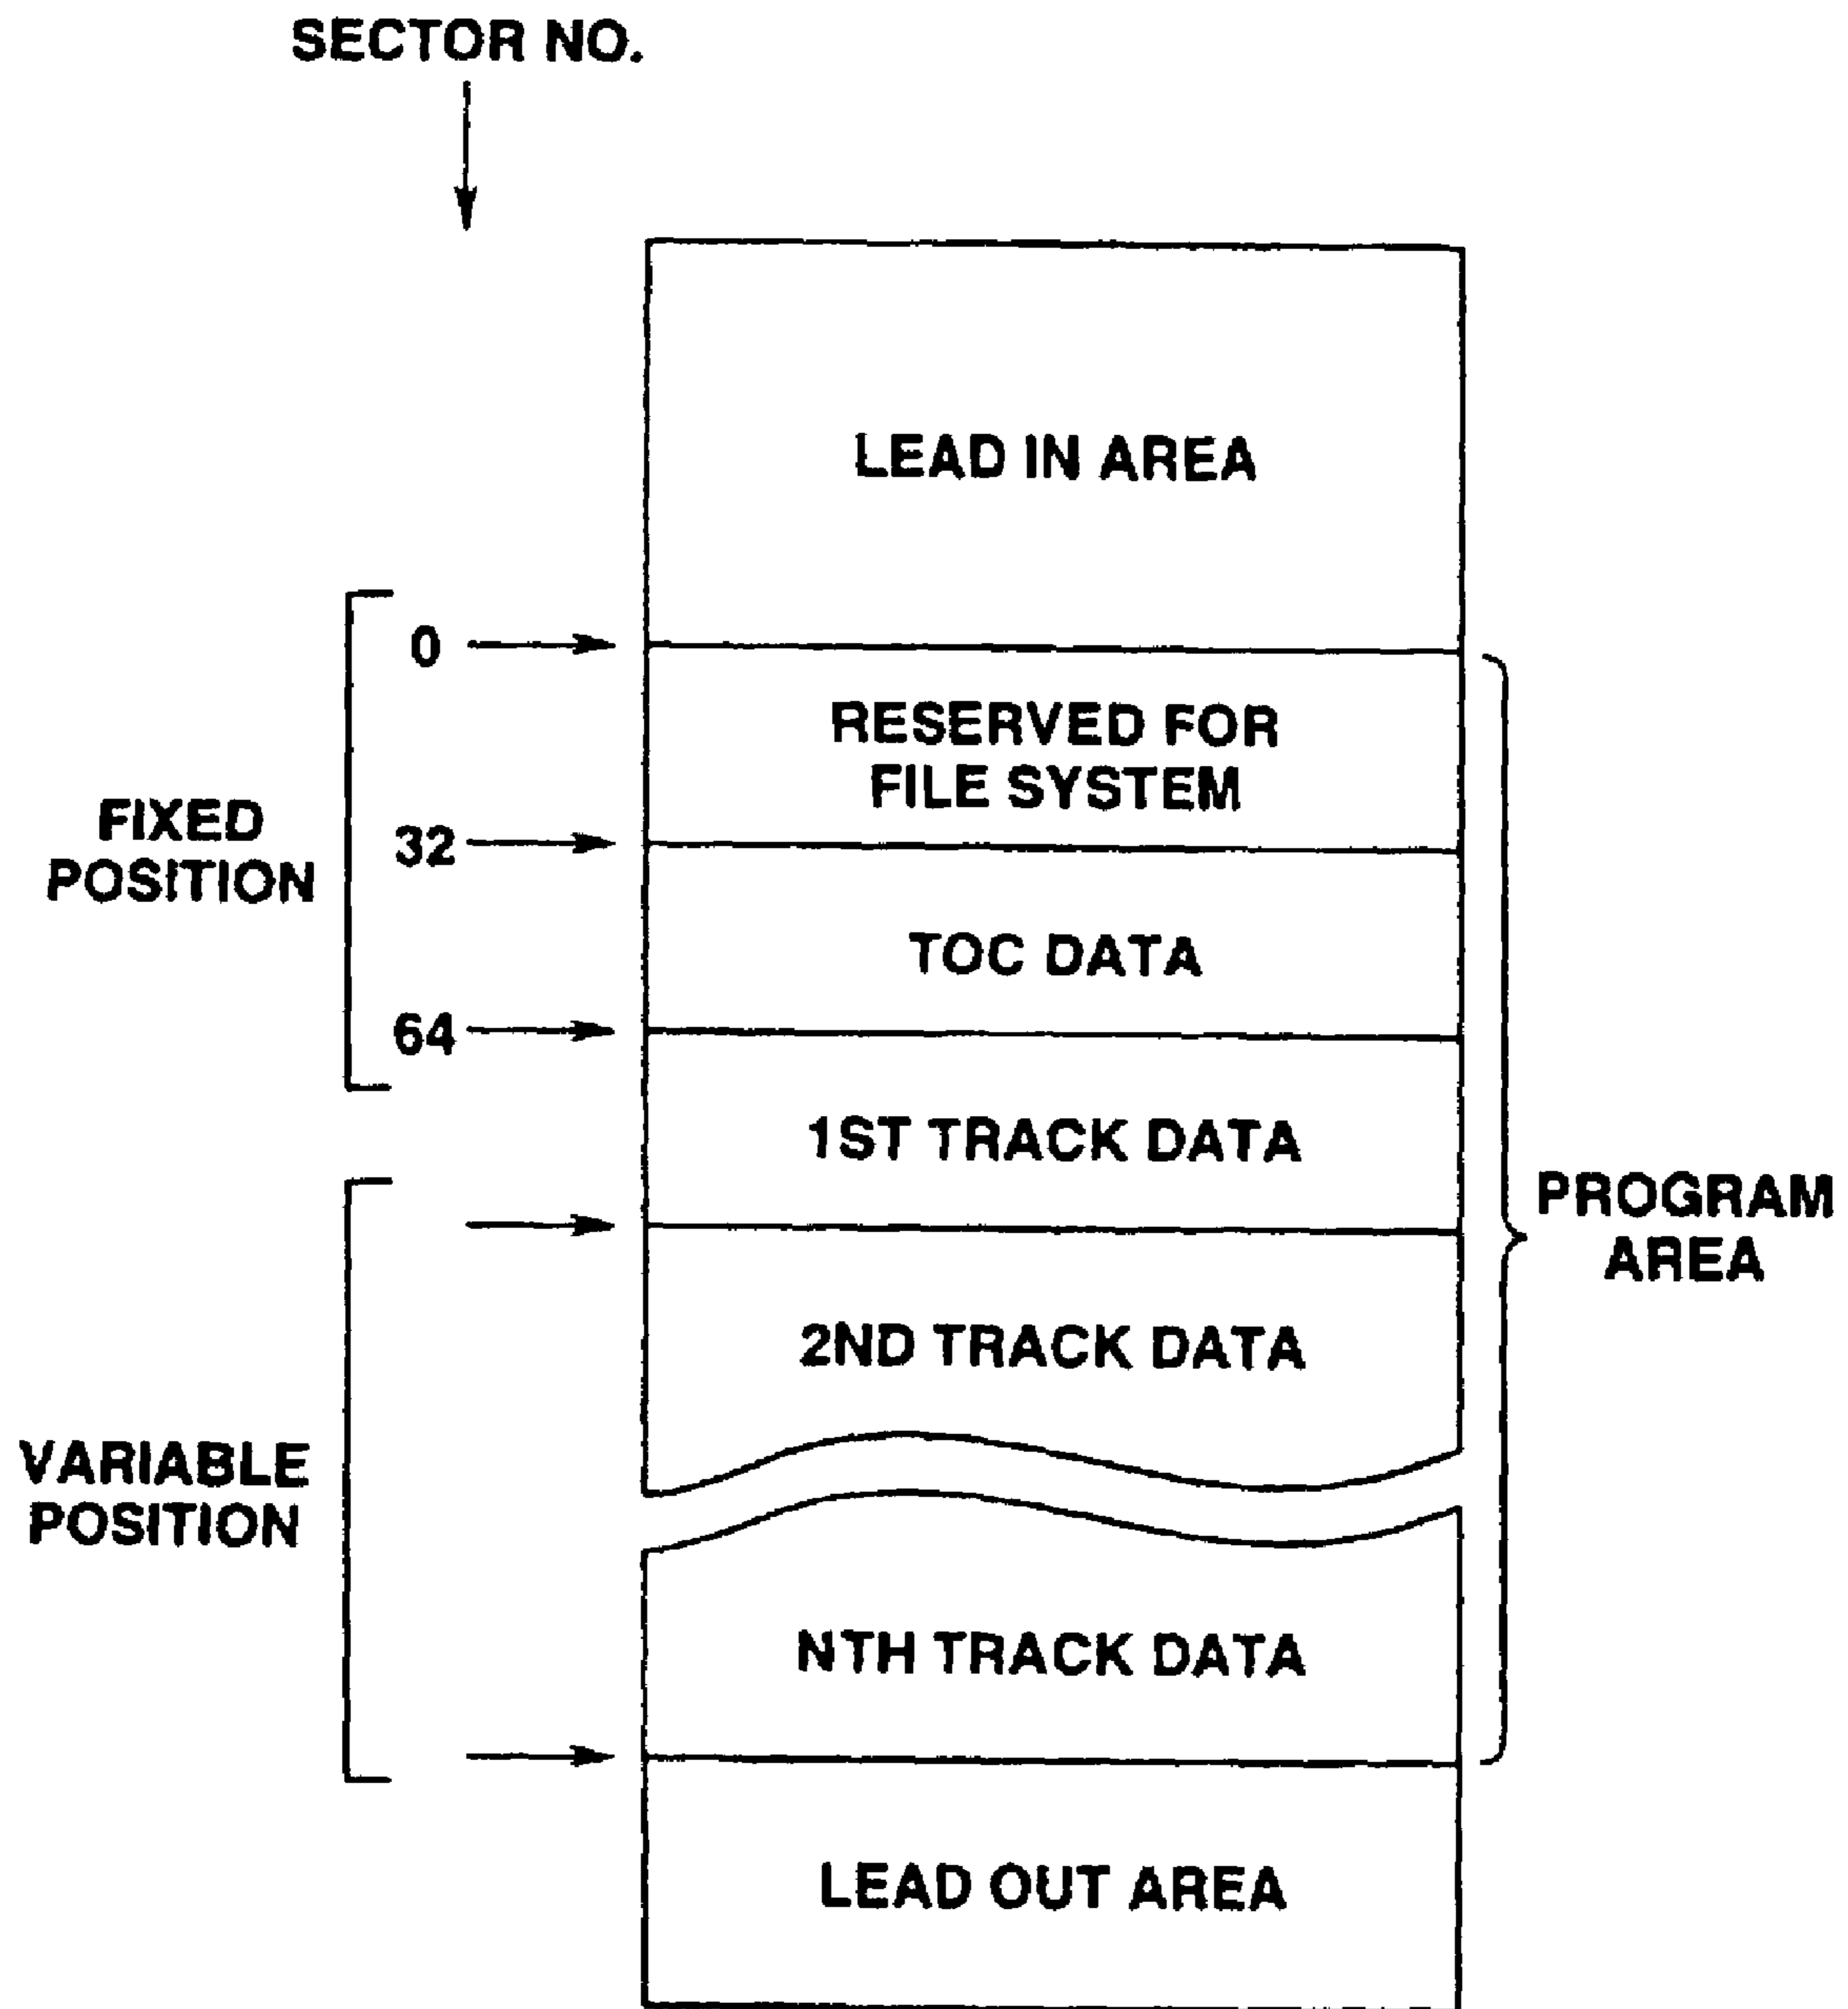 SECTOR NO.
LEAD IN AREA
0
RESERVED FOR
FILE SYSTEM
FIXED
POSITION
32
TOC DATA
64
1ST TRACK DATA
PROGRAM
AREA
2ND TRACK DATA
VARIABLE
POSITION
NTH TRACK DATA
LEAD OUT AREA